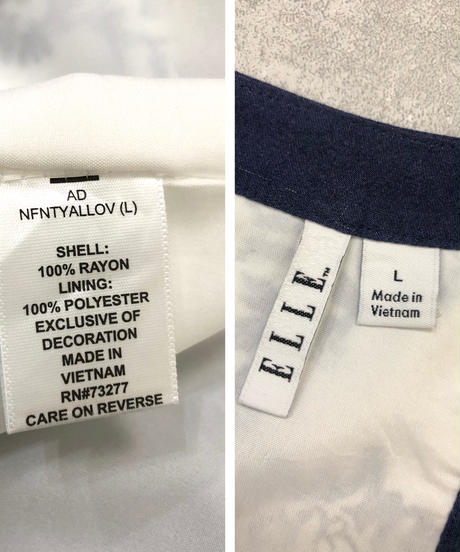 AD
NFNTYALLOV (L)
SHELL:
100% RAYON
LINING:
100% POLYESTER
EXCLUSIVE OF
DECORATION
MADE IN
VIETNAM
RN#73277
CARE ON REVERSE
ELLE™
L
Made in
Vietnam